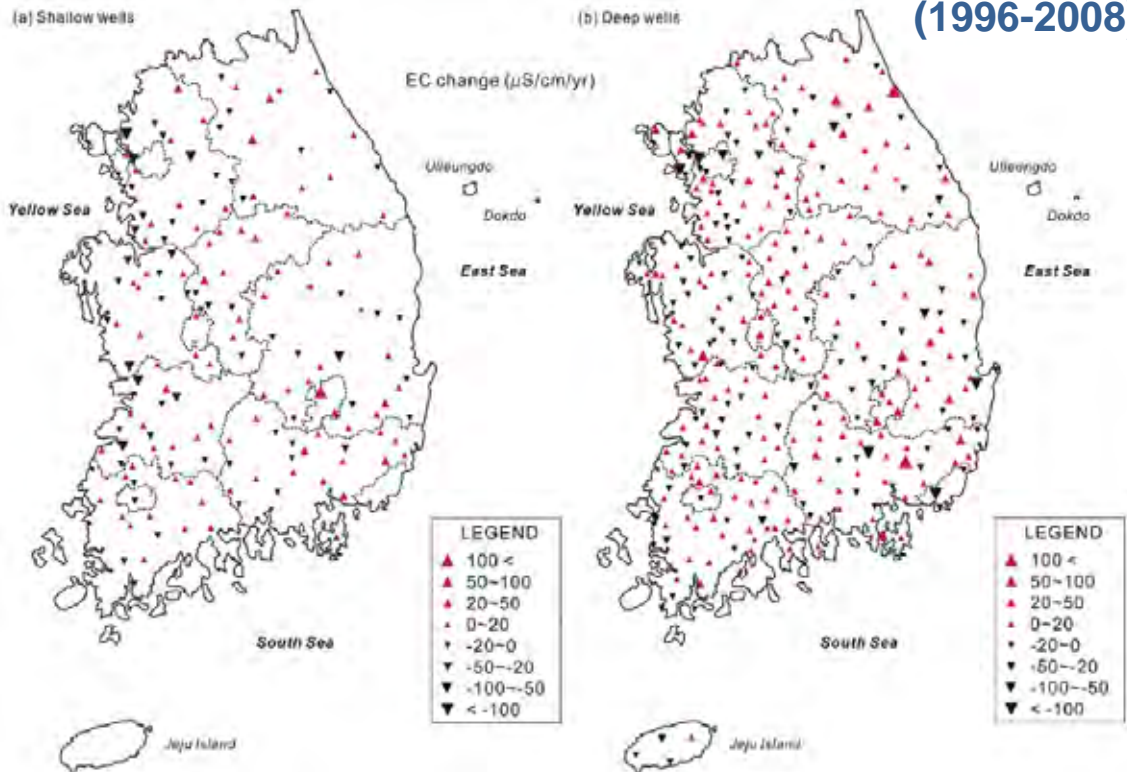 (1996-2008
(a) Shallow wells
(b) Deep wells
EC change (μS/cm/yr)
Ulleungdo
Dokdo
Yellow Sea
East Sea
South Sea
Jeju Island
LEGEND
100 <
50~100
20~50
0~20
-20~0
-50~-20
-100~-50
< -100
Ulleungdo
Dokdo
Yellow Sea
East Sea
South Sea
Jeju Island
LEGEND
100 <
50~100
20~50
0~20
-20~0
-50~-20
-100~-50
< -100